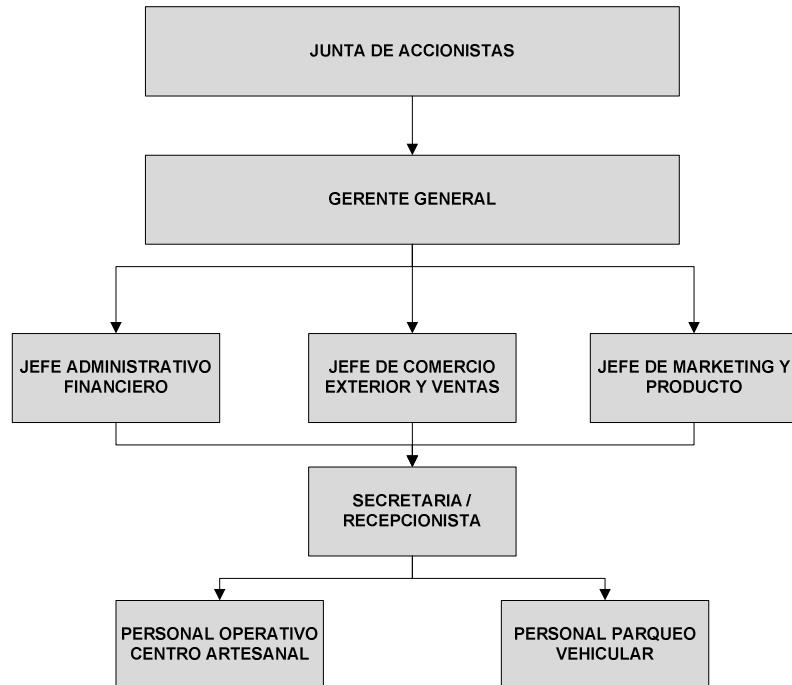 JUNTA DE ACCIONISTAS
GERENTE GENERAL
JEFE ADMINISTRATIVO
FINANCIERO
JEFE DE COMERCIO
EXTERIOR Y VENTAS
JEFE DE MARKETING Y
PRODUCTO
SECRETARIA /
RECEPCIONISTA
PERSONAL OPERATIVO
CENTRO ARTESANAL
PERSONAL PARQUEO
VEHICULAR